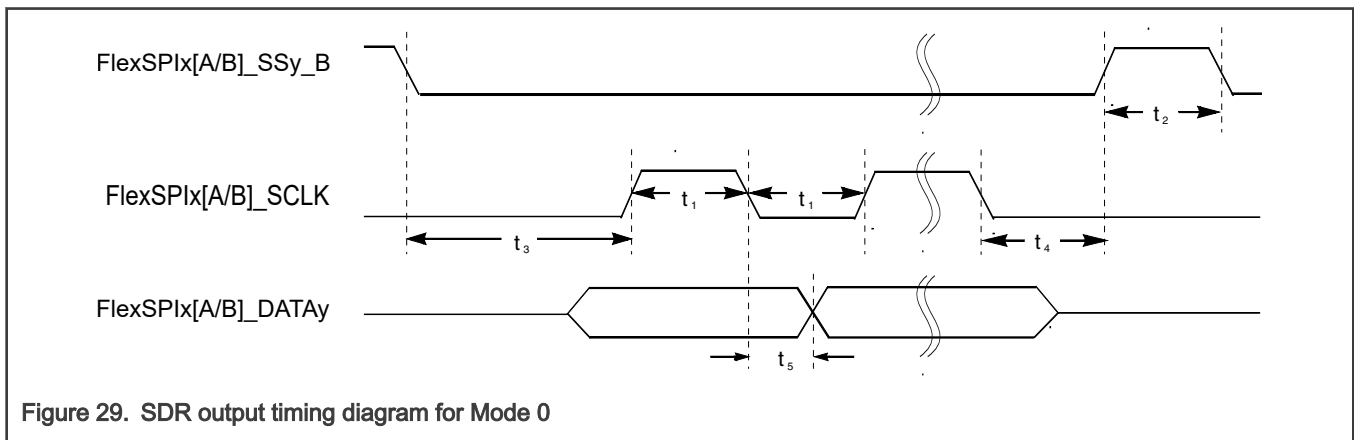 FlexSPIx[A/B]_SSy_B
t₂
FlexSPIx[A/B]_SCLK
t₁ t₁
t₃ t₄
FlexSPIx[A/B]_DATAy
t₅
Figure 29. SDR output timing diagram for Mode 0